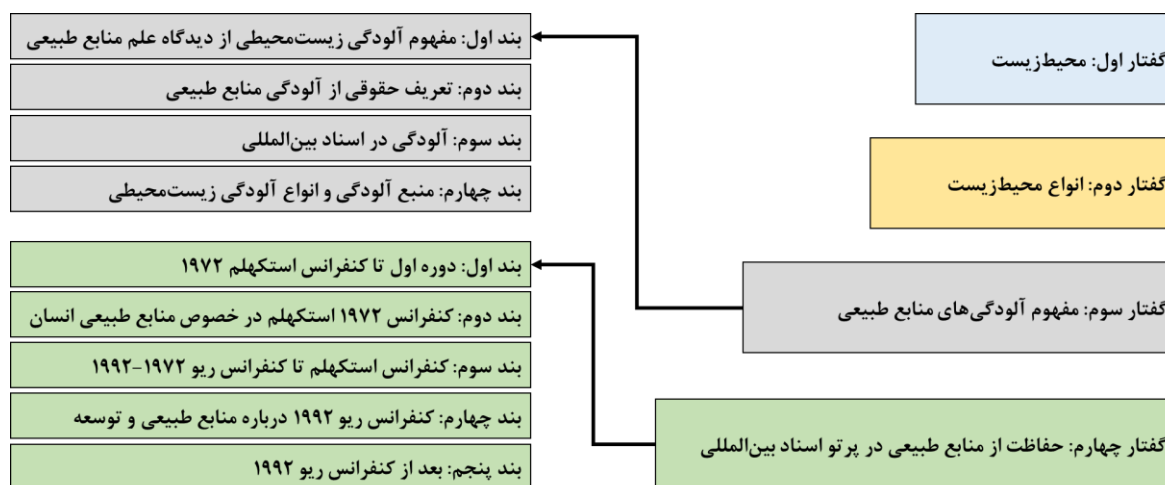 گفتار اول: محیط‌زیست
گفتار دوم: انواع محیط‌زیست
گفتار سوم: مفهوم آلودگی‌های منابع طبیعی
بند اول: مفهوم آلودگی زیست‌محیطی از دیدگاه علم منابع طبیعی
بند دوم: تعریف حقوقی از آلودگی منابع طبیعی
بند سوم: آلودگی در اسناد بین‌المللی
بند چهارم: منبع آلودگی و انواع آلودگی زیست‌محیطی
گفتار چهارم: حفاظت از منابع طبیعی در پرتو اسناد بین‌المللی
بند اول: دوره اول تا کنفرانس استکهلم ۱۹۷۲
بند دوم: کنفرانس ۱۹۷۲ استکهلم در خصوص منابع طبیعی انسان
بند سوم: کنفرانس استکهلم تا کنفرانس ریو ۱۹۷۲-۱۹۹۲
بند چهارم: کنفرانس ریو ۱۹۹۲ درباره منابع طبیعی و توسعه
بند پنجم: بعد از کنفرانس ریو ۱۹۹۲